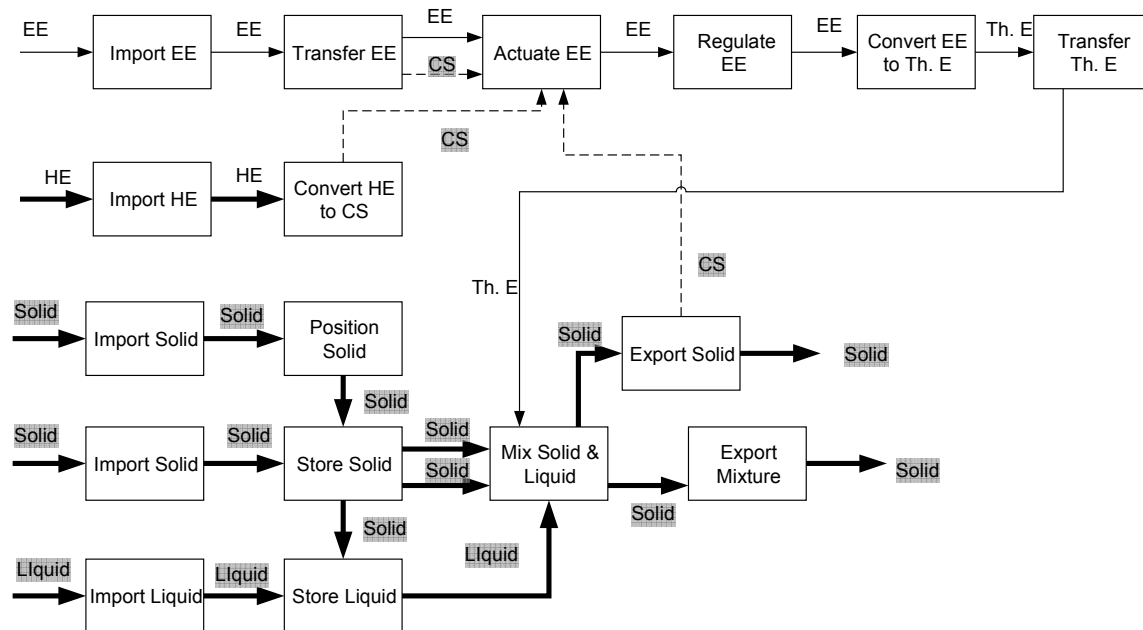 EE
Import EE
EE
Transfer EE
EE
CS
Actuate EE
EE
Regulate
EE
EE
Convert EE
to Th. E
Th. E
Transfer
Th. E
CS
HE
Import HE
HE
Convert HE
to CS
CS
Th. E
Solid
Import Solid
Solid
Position
Solid
Solid
Export Solid
Solid
Solid
Solid
Import Solid
Solid
Store Solid
Solid
Solid
Mix Solid &
Liquid
Solid
Export
Mixture
Solid
Solid
LIquid
Import Liquid
LIquid
Store Liquid
LIquid